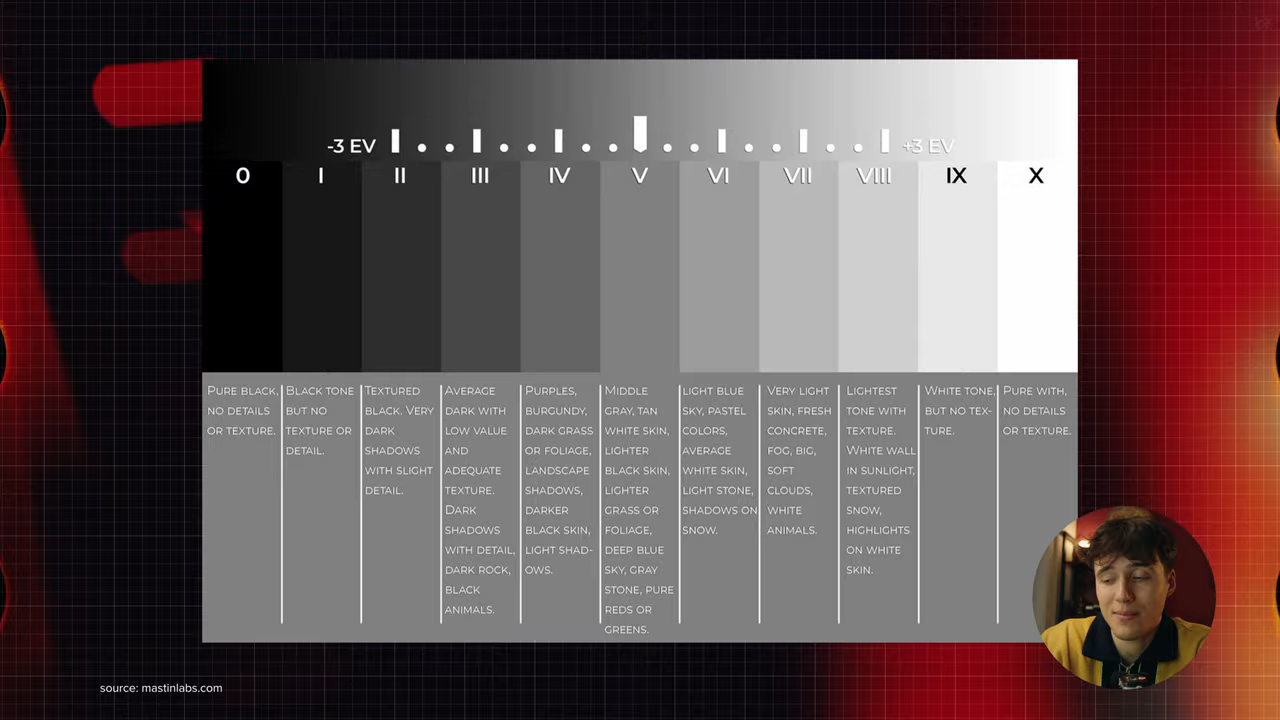 -3 EV
+3 EV
0 I II III IV V VI VII VIII IX X
Pure black,
no details
or texture.
Black tone
but no
texture or
detail.
Textured
black. Very
dark
shadows
with slight
detail.
Average
dark with
low value
and
adequate
texture.
Dark
shadows
with detail,
dark rock,
black
animals.
Purples,
burgundy,
dark grass
or foliage,
landscape
shadows,
darker
black skin,
light shad-
ows.
Middle
gray, tan
white skin,
lighter
black skin,
lighter
grass or
foliage,
deep blue
sky, gray
stone, pure
reds or
greens.
Light blue
sky, pastel
colors,
average
white skin,
light stone,
shadows on
snow.
Very light
skin, fresh
concrete,
fog, big,
soft
clouds,
white
animals.
Lightest
tone with
texture.
White wall
in sunlight,
textured
snow,
highlights
on white
skin.
White tone,
but no tex-
ture.
Pure with,
no details
or texture.
source: mastinlabs.com